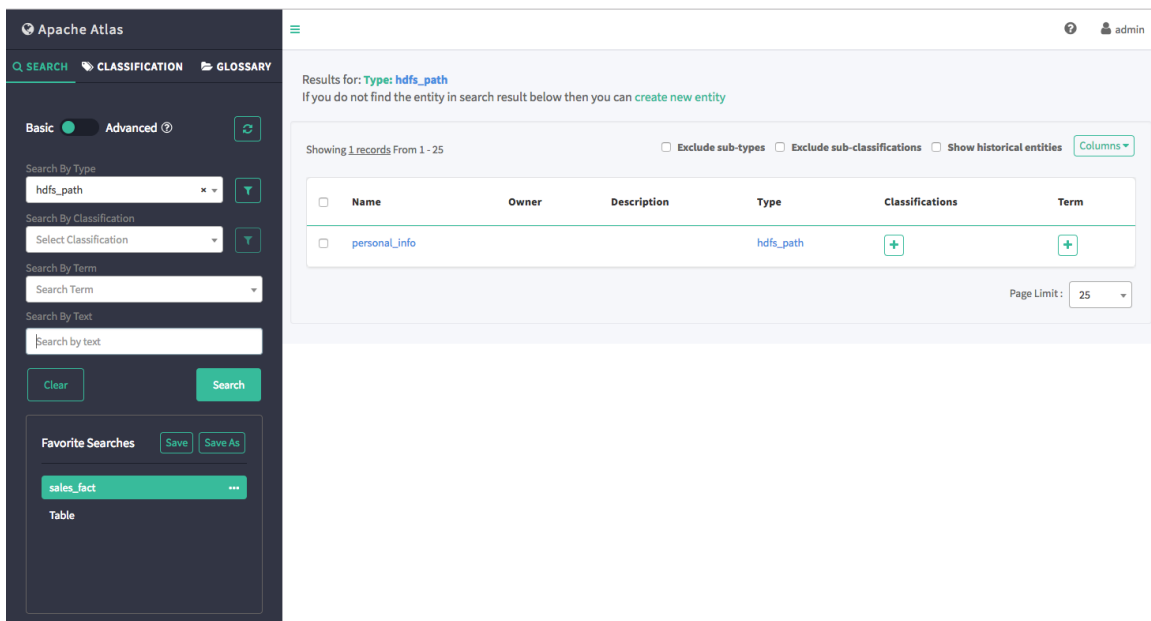 Apache Atlas
admin
SEARCH CLASSIFICATION GLOSSARY
Basic Advanced
Search By Type
hdfs_path
Search By Classification
Select Classification
Search By Term
Search Term
Search By Text
Search by text
Clear Search
Favorite Searches Save Save As
sales_fact
Table
Results for: Type: hdfs_path
If you do not find the entity in search result below then you can create new entity
Showing 1 records From 1 - 25 Exclude sub-types Exclude sub-classifications Show historical entities Columns
Name Owner Description Type Classifications Term
personal_info hdfs_path + +
Page Limit : 25